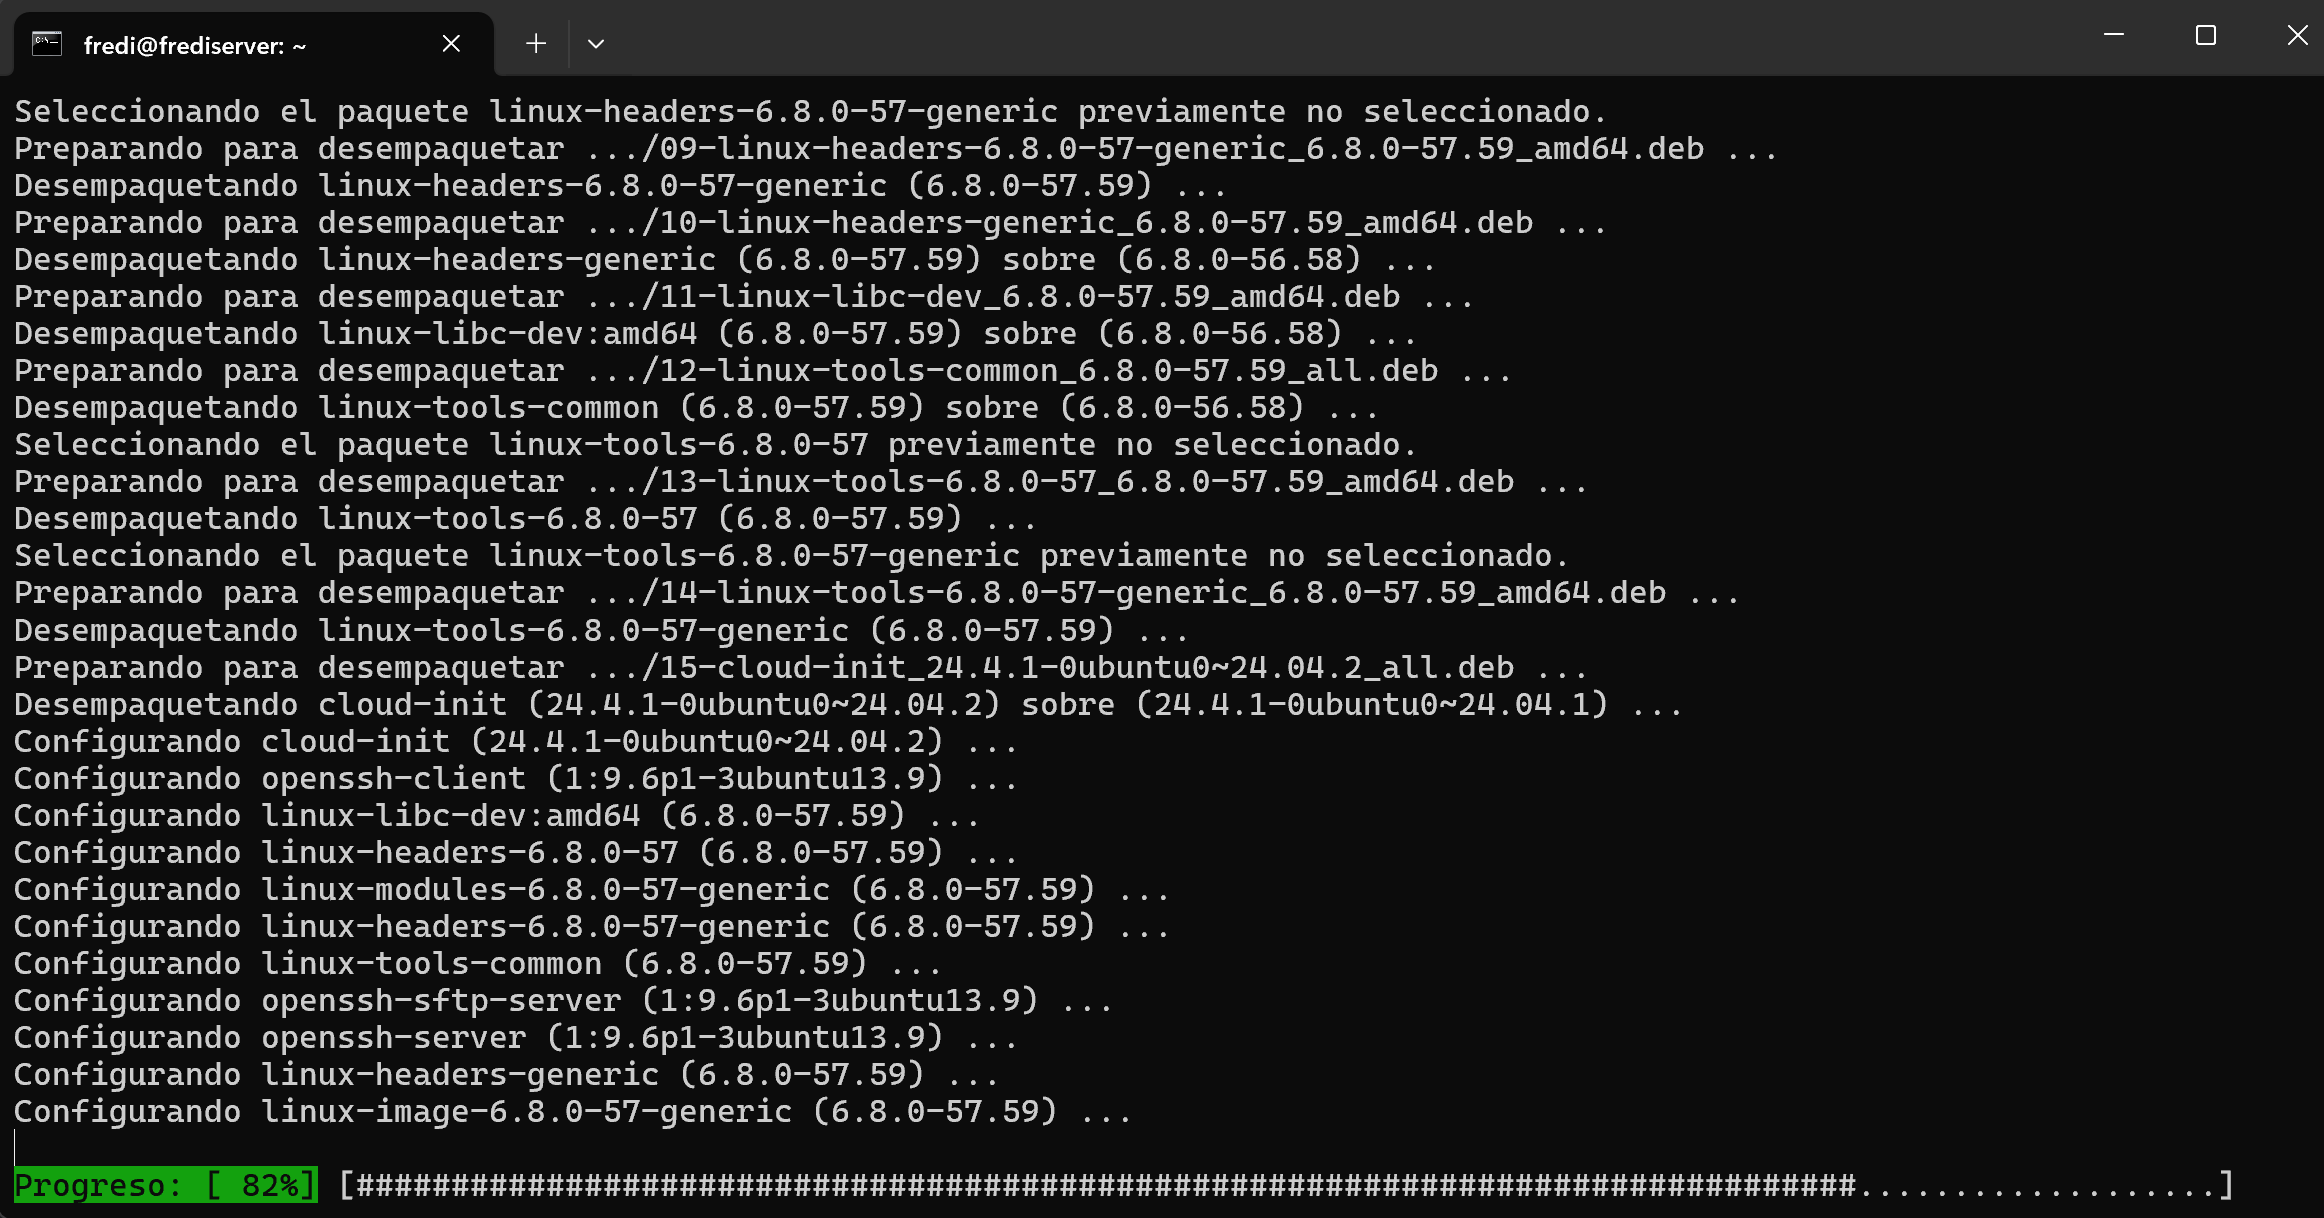 fredi@frediserver: ~
Seleccionando el paquete linux-headers-6.8.0-57-generic previamente no seleccionado.
Preparando para desempaquetar .../09-linux-headers-6.8.0-57-generic_6.8.0-57.59_amd64.deb ...
Desempaquetando linux-headers-6.8.0-57-generic (6.8.0-57.59) ...
Preparando para desempaquetar .../10-linux-headers-generic_6.8.0-57.59_amd64.deb ...
Desempaquetando linux-headers-generic (6.8.0-57.59) sobre (6.8.0-56.58) ...
Preparando para desempaquetar .../11-linux-libc-dev_6.8.0-57.59_amd64.deb ...
Desempaquetando linux-libc-dev:amd64 (6.8.0-57.59) sobre (6.8.0-56.58) ...
Preparando para desempaquetar .../12-linux-tools-common_6.8.0-57.59_all.deb ...
Desempaquetando linux-tools-common (6.8.0-57.59) sobre (6.8.0-56.58) ...
Seleccionando el paquete linux-tools-6.8.0-57 previamente no seleccionado.
Preparando para desempaquetar .../13-linux-tools-6.8.0-57_6.8.0-57.59_amd64.deb ...
Desempaquetando linux-tools-6.8.0-57 (6.8.0-57.59) ...
Seleccionando el paquete linux-tools-6.8.0-57-generic previamente no seleccionado.
Preparando para desempaquetar .../14-linux-tools-6.8.0-57-generic_6.8.0-57.59_amd64.deb ...
Desempaquetando linux-tools-6.8.0-57-generic (6.8.0-57.59) ...
Preparando para desempaquetar .../15-cloud-init_24.4.1-0ubuntu0~24.04.2_all.deb ...
Desempaquetando cloud-init (24.4.1-0ubuntu0~24.04.2) sobre (24.4.1-0ubuntu0~24.04.1) ...
Configurando cloud-init (24.4.1-0ubuntu0~24.04.2) ...
Configurando openssh-client (1:9.6p1-3ubuntu13.9) ...
Configurando linux-libc-dev:amd64 (6.8.0-57.59) ...
Configurando linux-headers-6.8.0-57 (6.8.0-57.59) ...
Configurando linux-modules-6.8.0-57-generic (6.8.0-57.59) ...
Configurando linux-headers-6.8.0-57-generic (6.8.0-57.59) ...
Configurando linux-tools-common (6.8.0-57.59) ...
Configurando openssh-sftp-server (1:9.6p1-3ubuntu13.9) ...
Configurando openssh-server (1:9.6p1-3ubuntu13.9) ...
Configurando linux-headers-generic (6.8.0-57.59) ...
Configurando linux-image-6.8.0-57-generic (6.8.0-57.59) ...
Progreso: [ 82%] [###############################################################################...................]